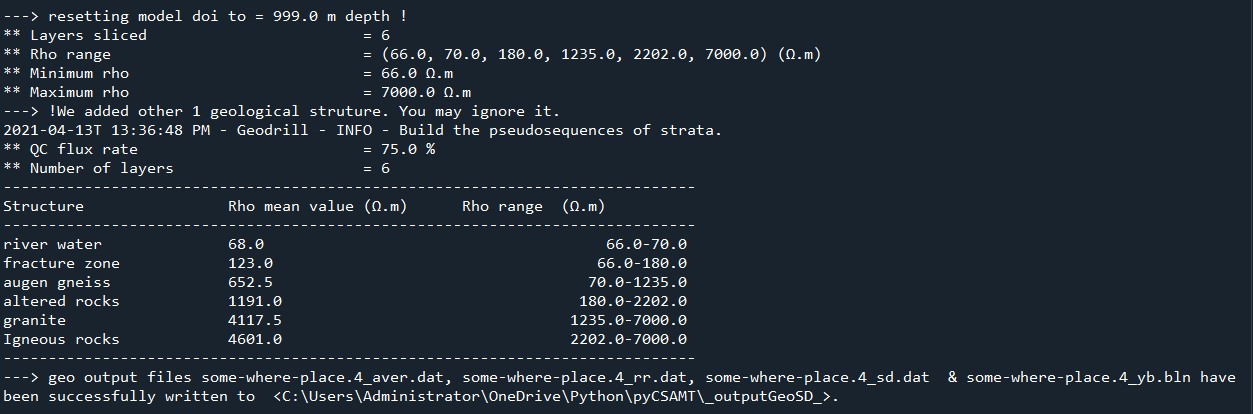 ---> resetting model doi to = 999.0 m depth !
** Layers sliced = 6
** Rho range = (66.0, 70.0, 180.0, 1235.0, 2202.0, 7000.0) (Ω.m)
** Minimum rho = 66.0 Ω.m
** Maximum rho = 7000.0 Ω.m
---> !We added other 1 geological struture. You may ignore it.
2021-04-13T 13:36:48 PM - Geodrill - INFO - Build the pseudosequences of strata.
** QC flux rate = 75.0 %
** Number of layers = 6
-----------------------------------------------------------------------------
Structure Rho mean value (Ω.m) Rho range (Ω.m)
-----------------------------------------------------------------------------
river water 68.0 66.0-70.0
fracture zone 123.0 66.0-180.0
augen gneiss 652.5 70.0-1235.0
altered rocks 1191.0 180.0-2202.0
granite 4117.5 1235.0-7000.0
Igneous rocks 4601.0 2202.0-7000.0
-----------------------------------------------------------------------------
---> geo output files some-where-place.4_aver.dat, some-where-place.4_rr.dat, some-where-place.4_sd.dat & some-where-place.4_yb.bln have
been successfully written to <C:\Users\Administrator\OneDrive\Python\pyCSAMT\_outputGeoSD_>.